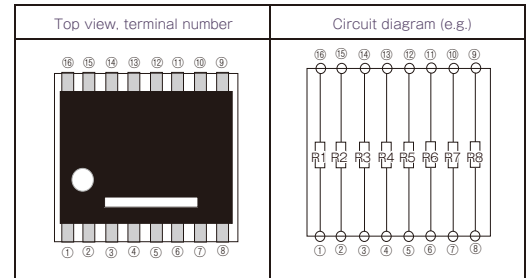 Top view, terminal number
Circuit diagram (e.g.)
⑯ ⑮ ⑭ ⑬ ⑫ ⑪ ⑩ ⑨
① ② ③ ④ ⑤ ⑥ ⑦ ⑧
⑯ ⑮ ⑭ ⑬ ⑫ ⑪ ⑩ ⑨
R1 R2 R3 R4 R5 R6 R7 R8
① ② ③ ④ ⑤ ⑥ ⑦ ⑧